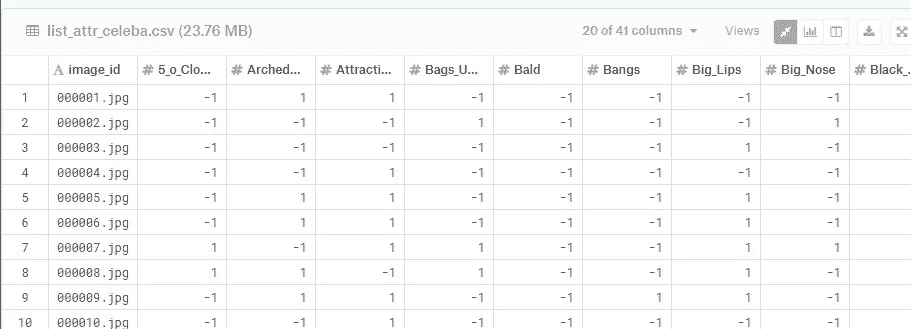 list_attr_celeba.csv (23.76 MB) 20 of 41 columns Views
A image_id # 5_o_Clo... # Arched... # Attracti... # Bags_U... # Bald # Bangs # Big_Lips # Big_Nose # Black_...
1 000001.jpg -1 1 1 -1 -1 -1 -1 -1
2 000002.jpg -1 -1 -1 1 -1 -1 -1 1
3 000003.jpg -1 -1 -1 -1 -1 -1 1 -1
4 000004.jpg -1 -1 1 -1 -1 -1 -1 -1
5 000005.jpg -1 1 1 -1 -1 -1 1 -1
6 000006.jpg -1 1 1 -1 -1 -1 1 -1
7 000007.jpg 1 -1 1 1 -1 -1 1 1
8 000008.jpg 1 1 -1 1 -1 -1 1 -1
9 000009.jpg -1 1 1 -1 -1 1 1 -1
10 000010.jpg -1 -1 1 -1 -1 -1 -1 -1